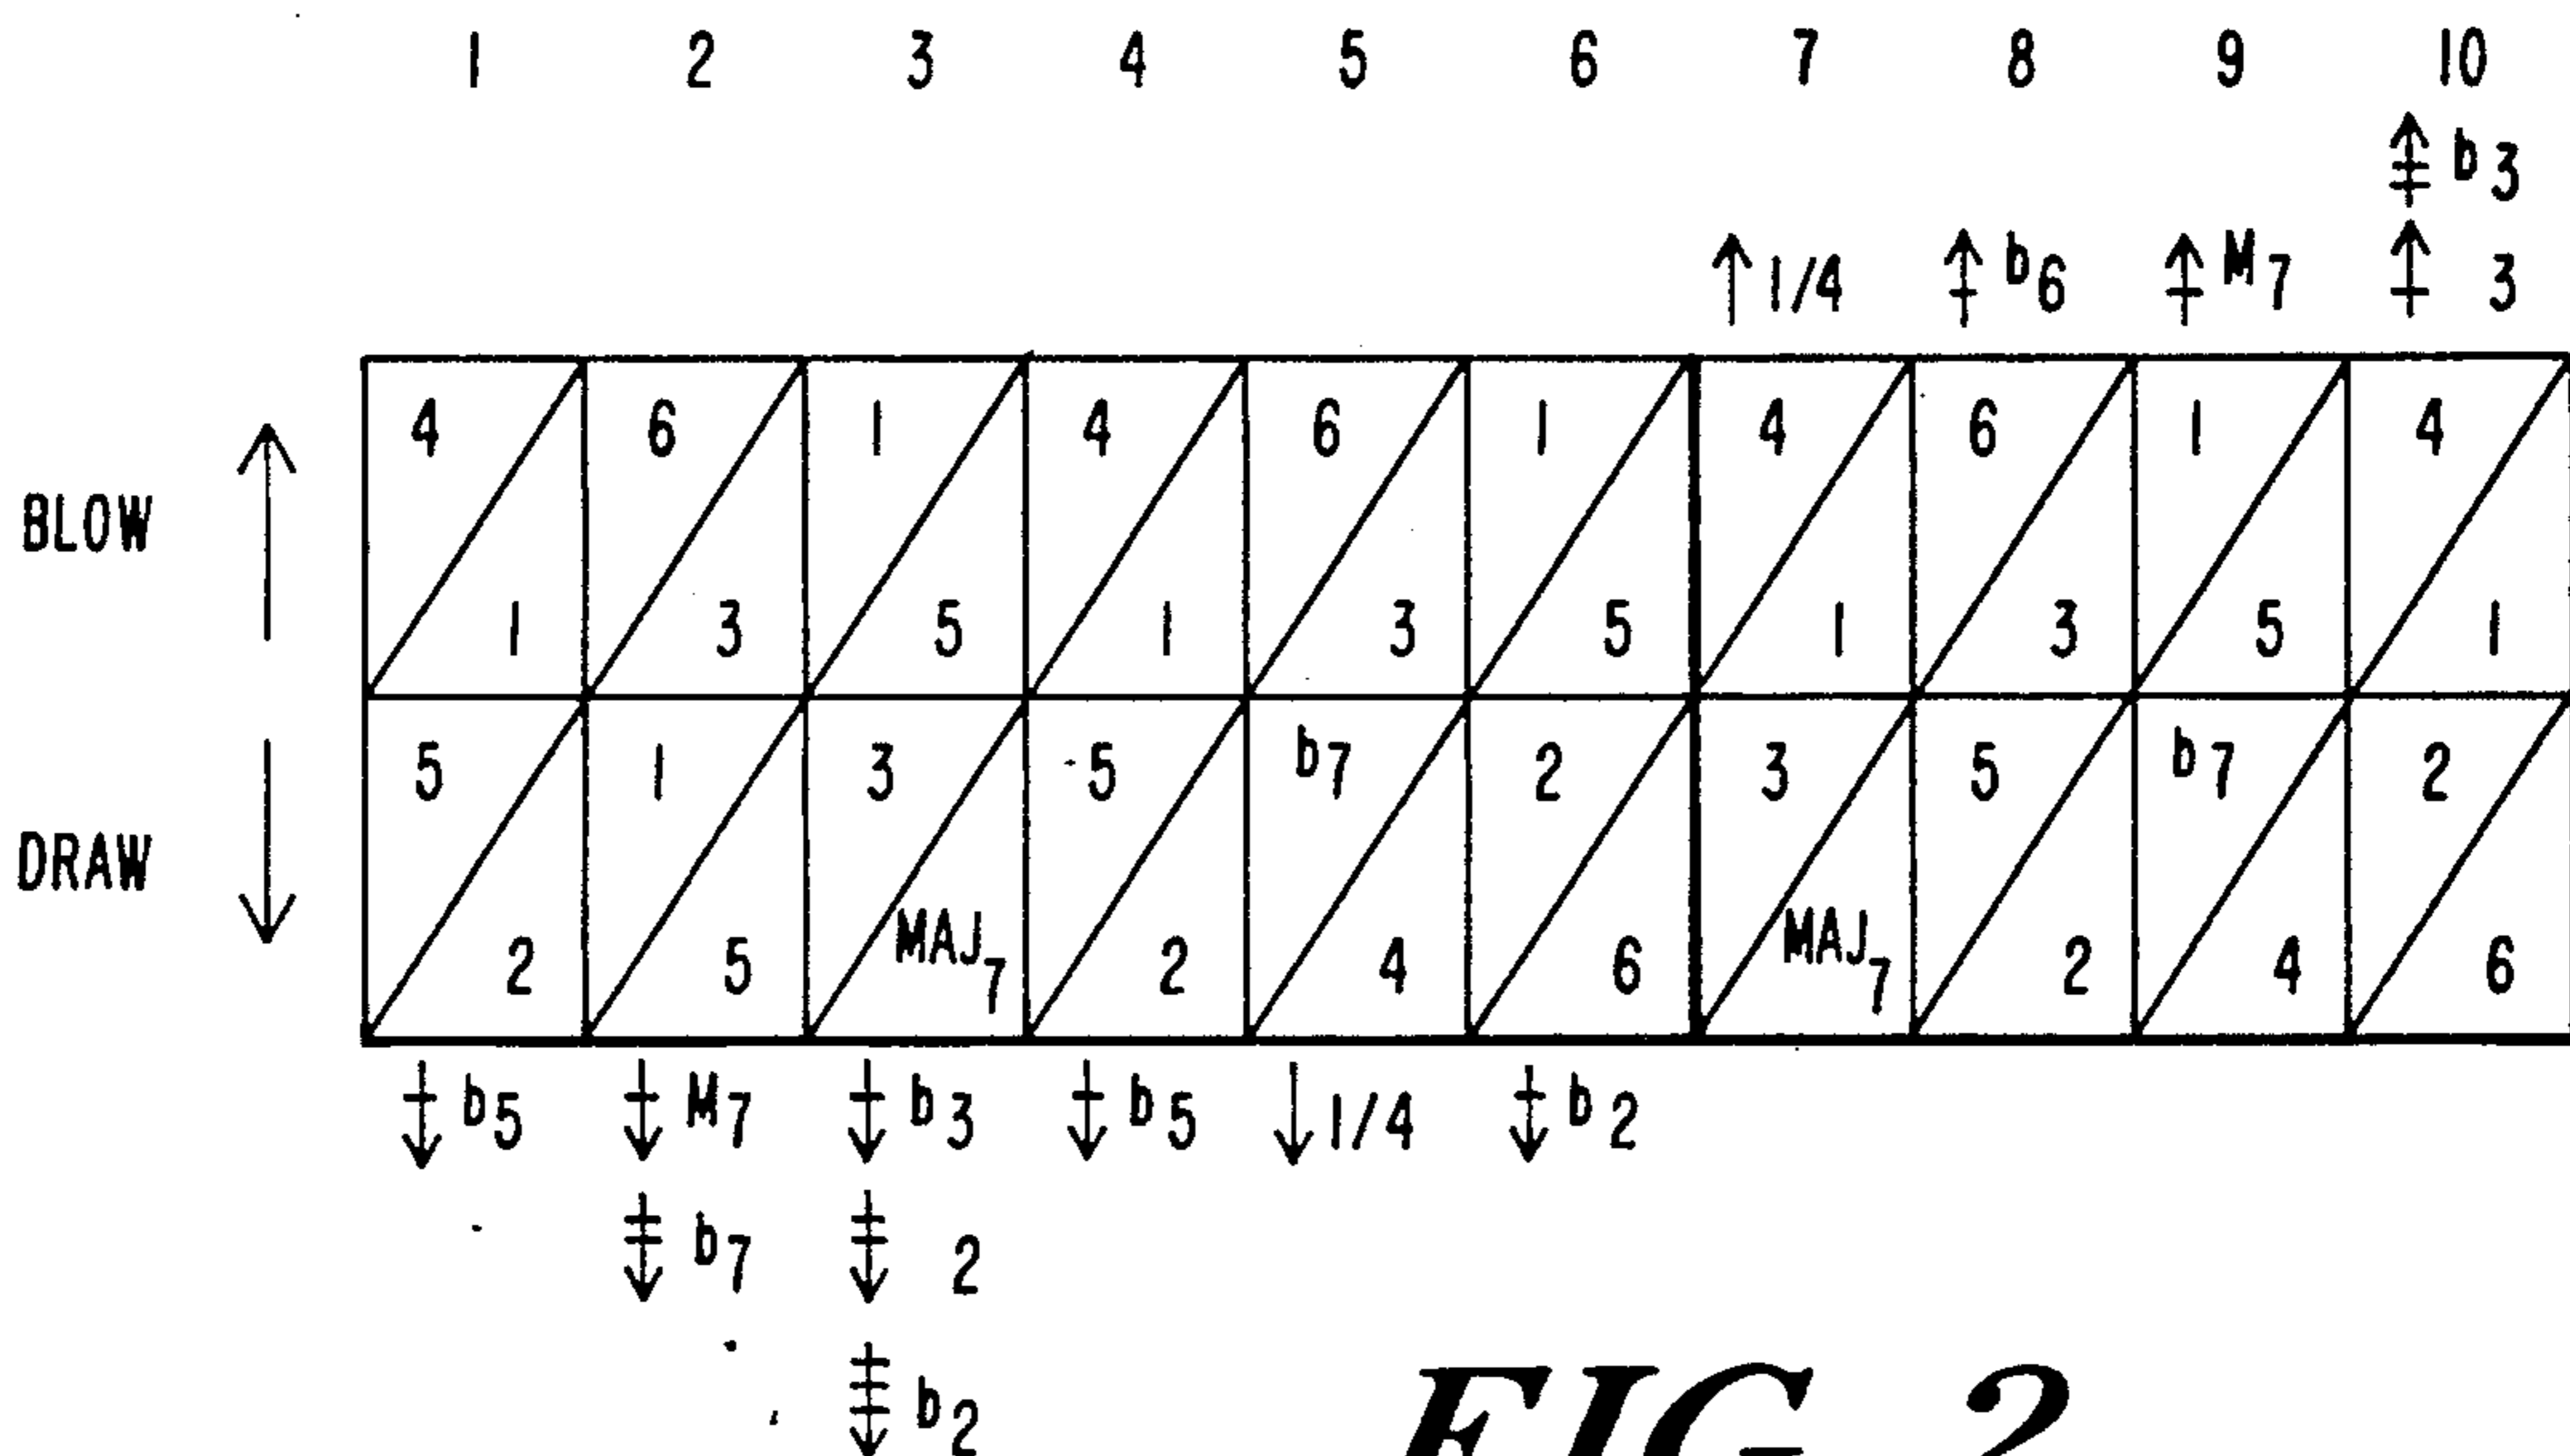 1 2 3 4 5 6 7 8 9 10
b3
1/4 b6 M7 3
4 6 1 4 6 1 4 6 1 4
BLOW
1 3 5 1 3 5 1 3 5 1
5 1 3 5 b7 2 3 5 b7 2
DRAW
2 5 MAJ7 2 4 6 MAJ7 2 4 6
b5 M7 b3 b5 1/4 b2
b7 2
b2
FIG. 2